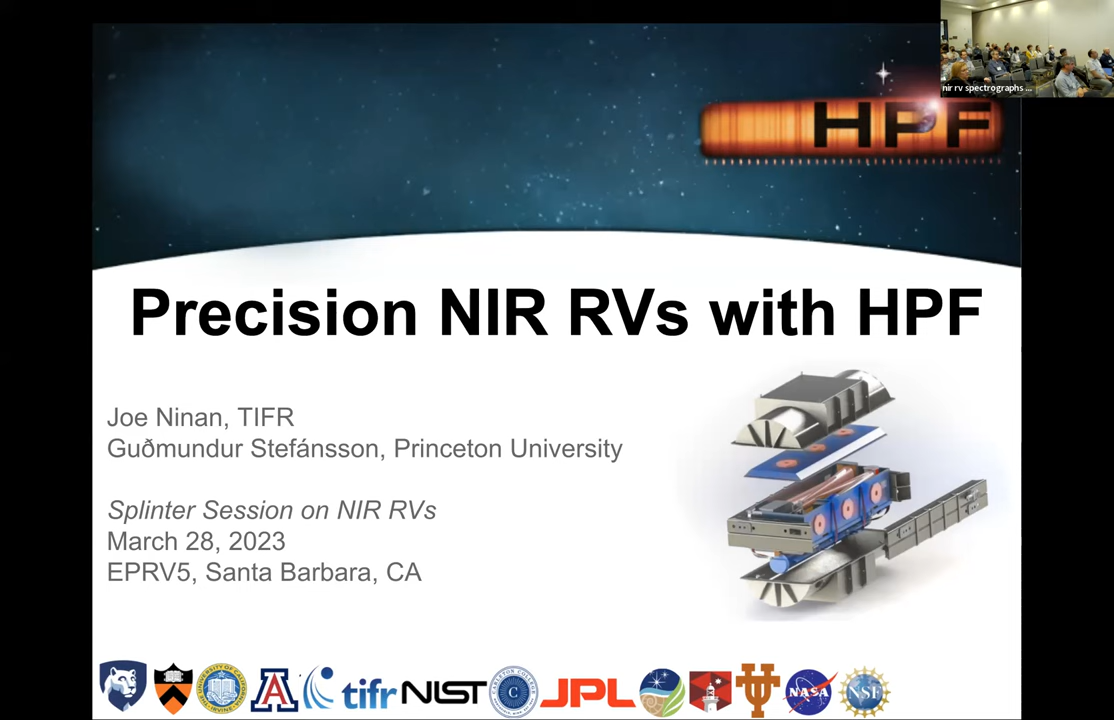 HPF
nir rv spectrographs ...
Precision NIR RVs with HPF
Joe Ninan, TIFR
Guðmundur Stefánsson, Princeton University
Splinter Session on NIR RVs
March 28, 2023
EPRV5, Santa Barbara, CA
tifr NIST JPL NASA NSF